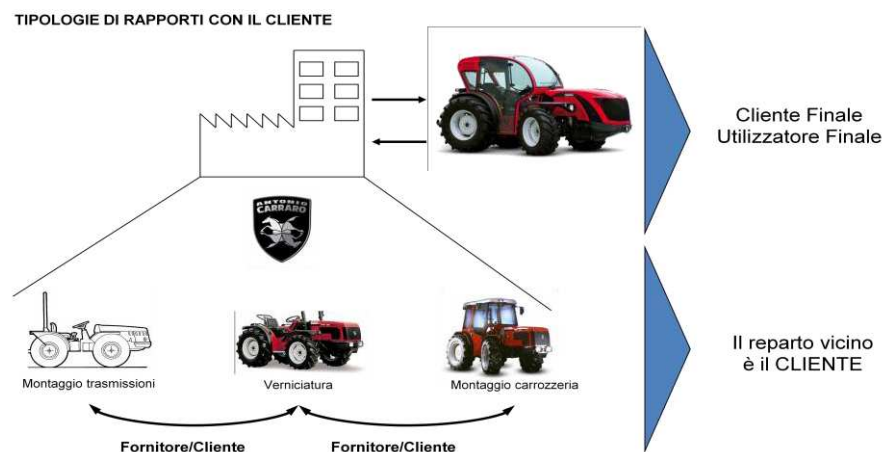 TIPOLOGIE DI RAPPORTI CON IL CLIENTE
Cliente Finale
Utilizzatore Finale
ANTONIO
CARRARO
Il reparto vicino
è il CLIENTE
Montaggio trasmissioni
Verniciatura
Montaggio carrozzeria
Fornitore/Cliente
Fornitore/Cliente